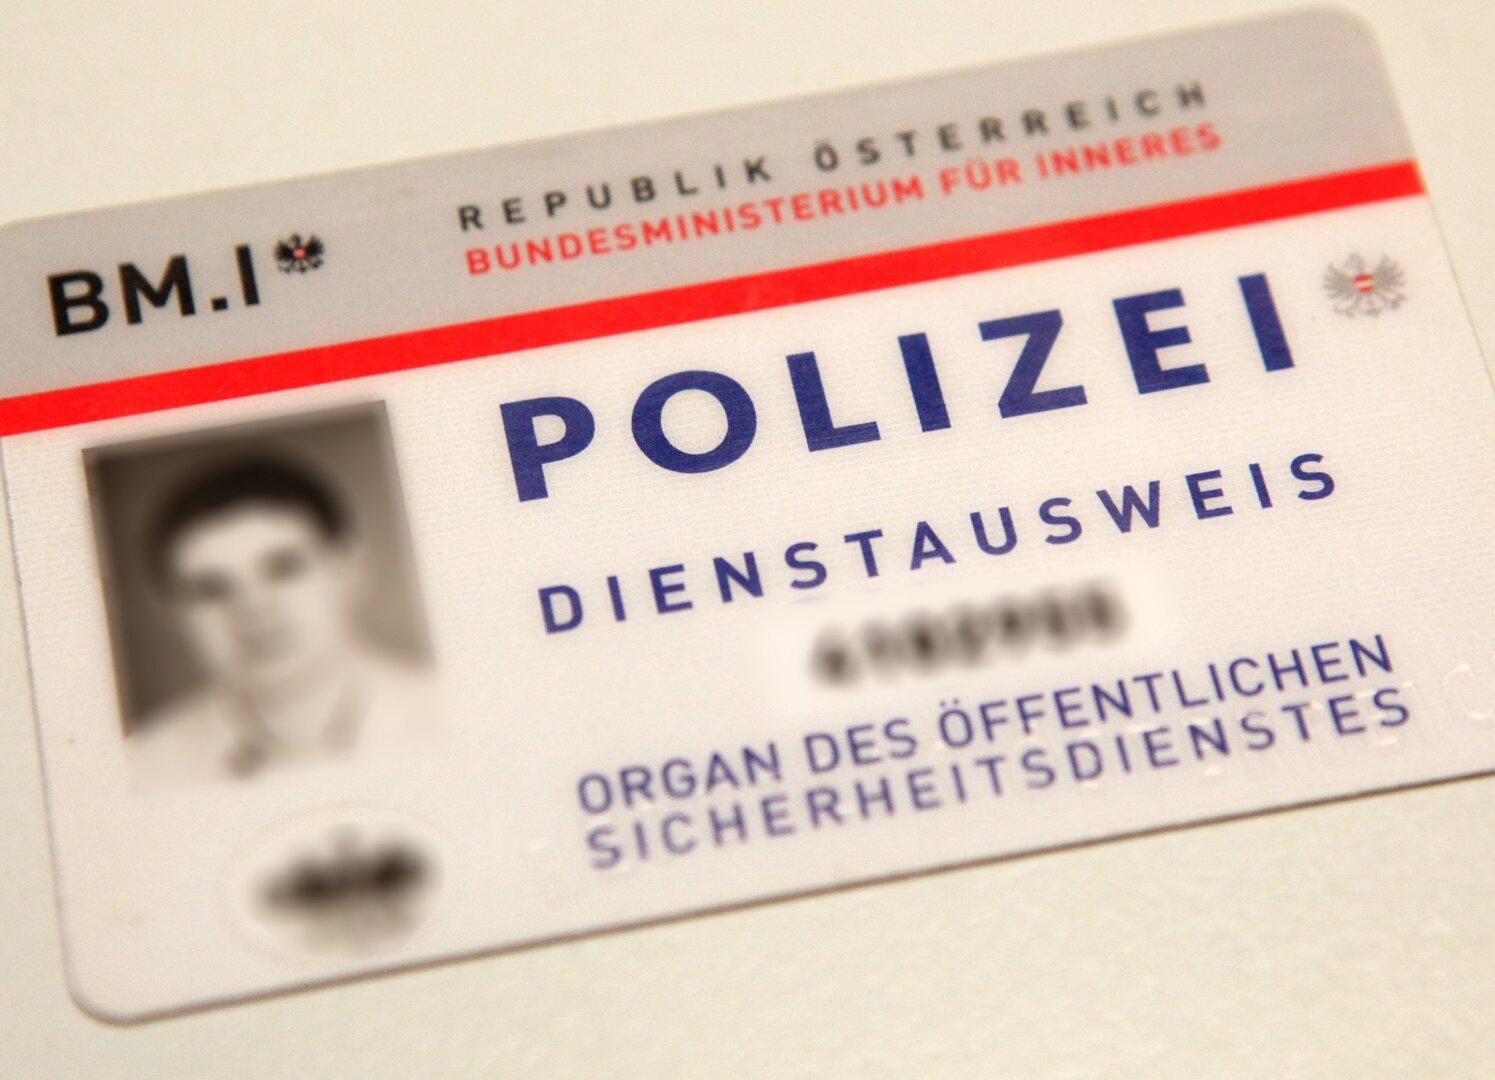 REPUBLIK ÖSTERREICH
BUNDESMINISTERIUM FÜR INNERES
BM.I
POLIZEI
DIENSTAUSWEIS
ORGAN DES ÖFFENTLICHEN
SICHERHEITSDIENSTES